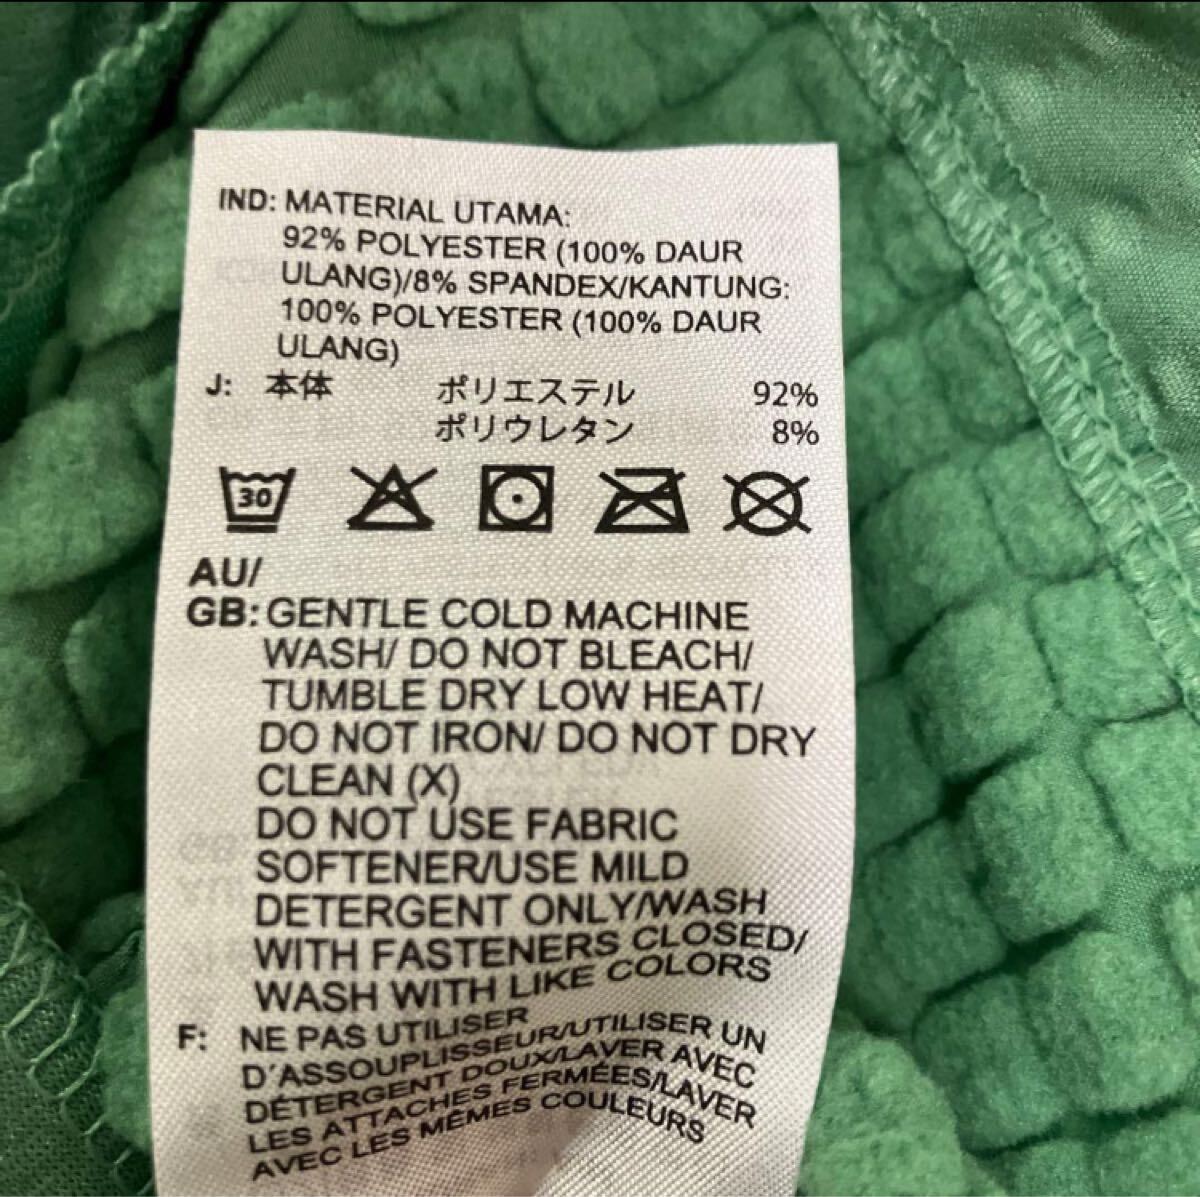 IND: MATERIAL UTAMA:
92% POLYESTER (100% DAUR
ULANG)/8% SPANDEX/KANTUNG:
100% POLYESTER (100% DAUR
ULANG)
J: 本体 ポリエステル 92%
ポリウレタン 8%
30
AU/
GB: GENTLE COLD MACHINE
WASH/ DO NOT BLEACH/
TUMBLE DRY LOW HEAT/
DO NOT IRON/ DO NOT DRY
CLEAN (X)
DO NOT USE FABRIC
SOFTENER/USE MILD
DETERGENT ONLY/WASH
WITH FASTENERS CLOSED/
WASH WITH LIKE COLORS
F: NE PAS UTILISER
D'ASSOUPLISSEUR/UTILISER UN
DÉTERGENT DOUX/LAVER AVEC
LES ATTACHES FERMÉES/LAVER
AVEC LES MÊMES COULEURS